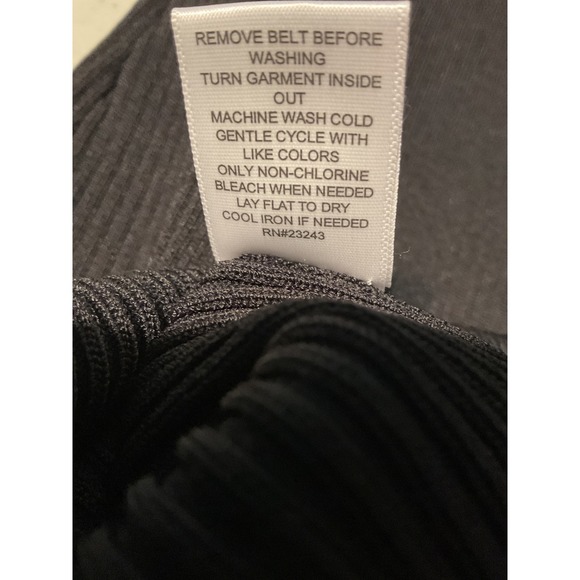 REMOVE BELT BEFORE
WASHING
TURN GARMENT INSIDE
OUT
MACHINE WASH COLD
GENTLE CYCLE WITH
LIKE COLORS
ONLY NON-CHLORINE
BLEACH WHEN NEEDED
LAY FLAT TO DRY
COOL IRON IF NEEDED
RN#23243